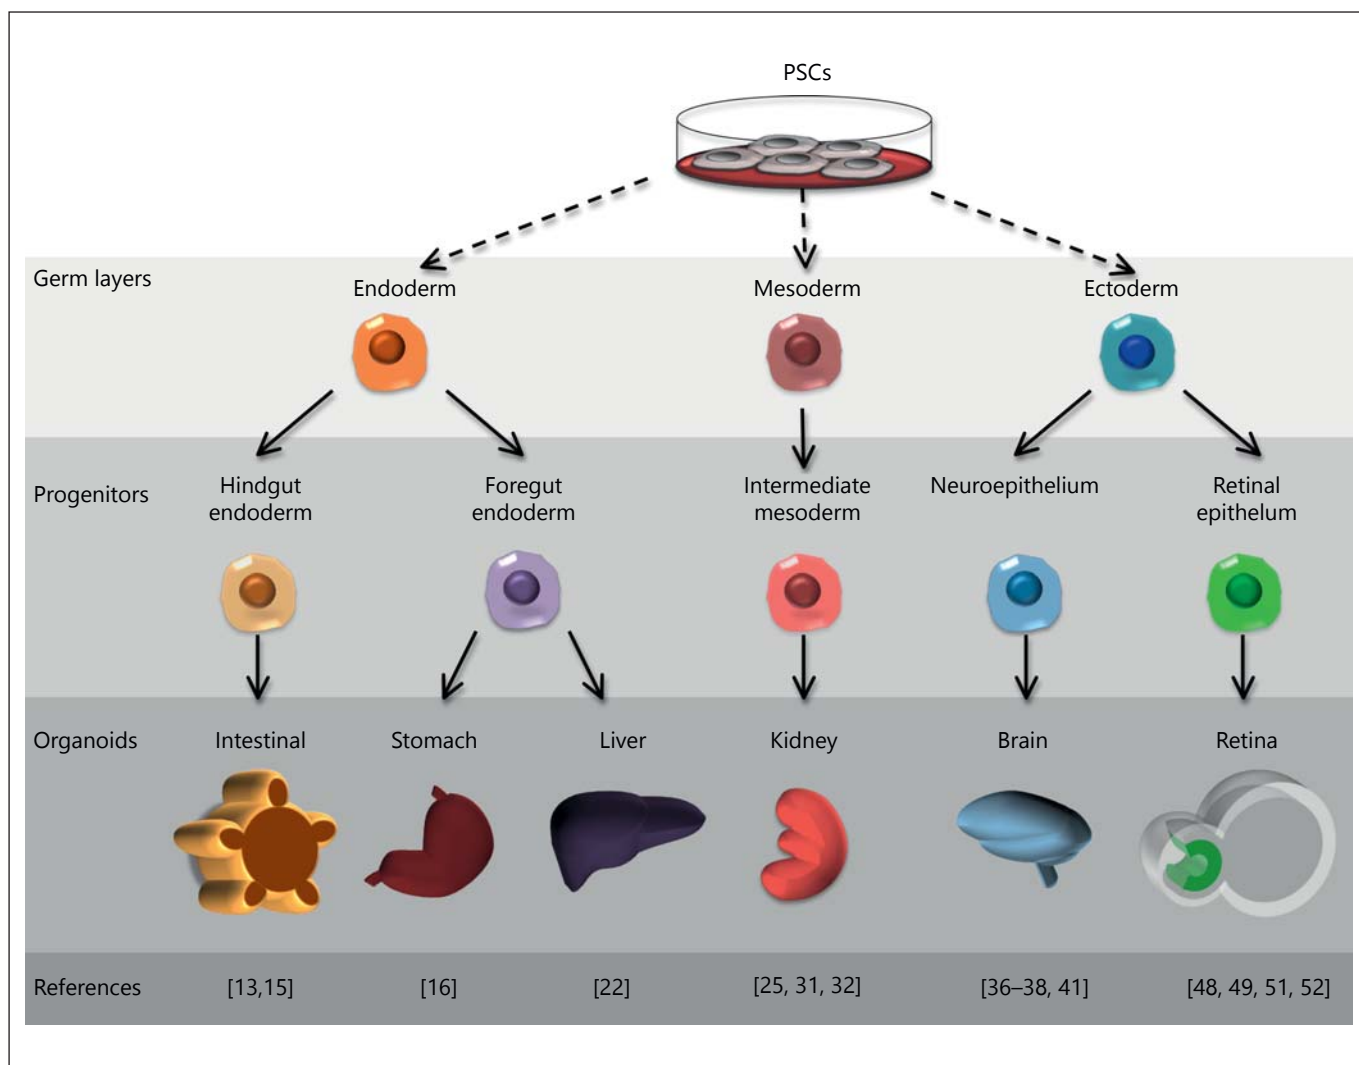 PSCs
Germ layers
Endoderm
Mesoderm
Ectoderm
Progenitors
Hindgut
endoderm
Foregut
endoderm
Intermediate
mesoderm
Neuroepithelium
Retinal
epithelum
Organoids
Intestinal
Stomach
Liver
Kidney
Brain
Retina
References
[13,15]
[16]
[22]
[25, 31, 32]
[36–38, 41]
[48, 49, 51, 52]